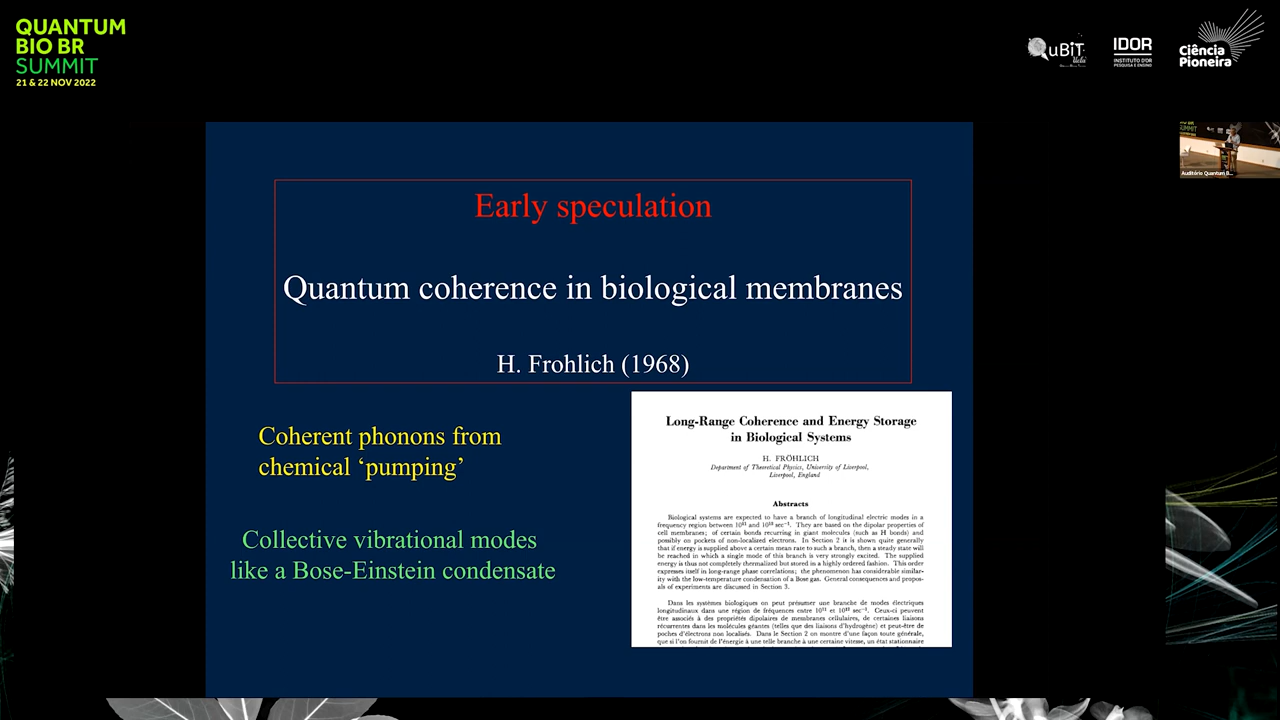 QUANTUM
BIO BR
SUMMIT
21 & 22 NOV 2022
QuBiT
IDOR
INSTITUTO D'OR
PESQUISA E ENSINO
Ciência
Pioneira
SUMMIT
Auditório Quantum B...
Early speculation
Quantum coherence in biological membranes
H. Frohlich (1968)
Coherent phonons from
chemical ‘pumping’
Collective vibrational modes
like a Bose-Einstein condensate
Long-Range Coherence and Energy Storage
in Biological Systems
H. FRÖHLICH
Department of Theoretical Physics, University of Liverpool,
Liverpool, England
Abstracts
Biological systems are expected to have a branch of longitudinal electric modes in a
frequency region between 10¹¹ and 10¹² sec⁻¹. They are based on the dipolar properties of
cell membranes; of certain bonds recurring in giant molecules (such as H bonds) and
possibly on pockets of non-localized electrons. In Section 2 it is shown quite generally
that if energy is supplied above a certain mean rate to such a branch, then a steady state will
be reached in which a single mode of this branch is very strongly excited. The supplied
energy is thus not completely thermalized but stored in a highly ordered fashion. This order
expresses itself in long-range phase correlations; the phenomenon has considerable similar-
ity with the low-temperature condensation of a Bose gas. General consequences and propos-
als of experiments are discussed in Section 3.
Dans les systèmes biologiques on peut présumer une branche de modes électriques
longitudinaux dans une région de fréquences entre 10¹¹ et 10¹² sec⁻¹. Ceux-ci peuvent
être associés à des propriétés dipolaires de membranes cellulaires, de certaines liaisons
récurrentes dans les molécules géantes (telles que des liaisons d'hydrogène) et peut-être de
poches d'électrons non localisés. Dans le Section 2 on montre d'une façon toute générale,
que si l'on fournit de l'énergie à une telle branche à une certaine vitesse, un état stationnaire